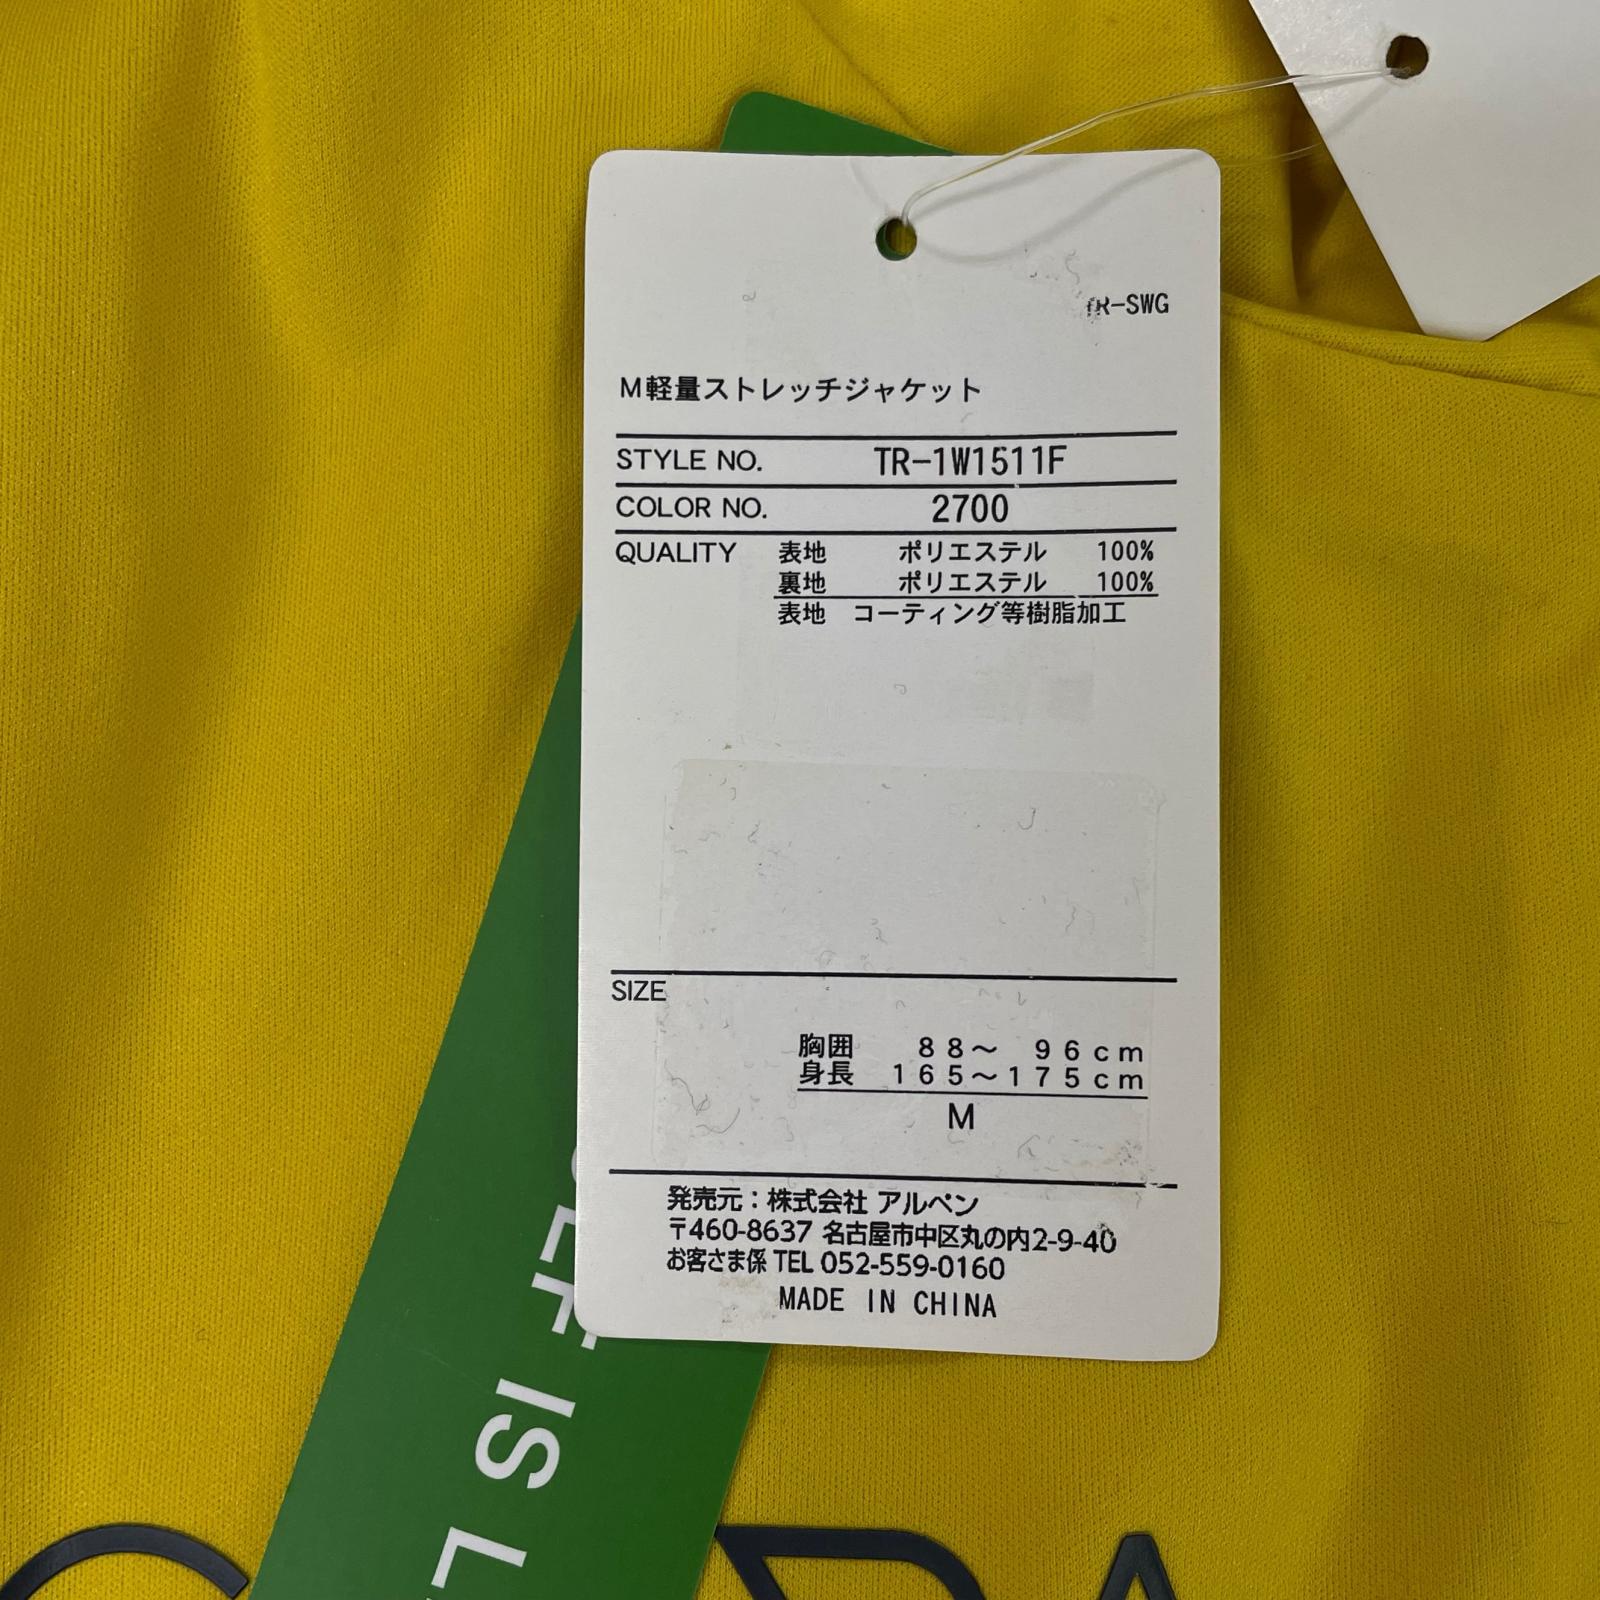 TR-SWG
M軽量ストレッチジャケット
STYLE NO. TR-1W1511F
COLOR NO. 2700
QUALITY 表地 ポリエステル 100%
裏地 ポリエステル 100%
表地 コーティング等樹脂加工
SIZE
胸囲 88～ 96cm
身長 165～175cm
M
発売元：株式会社 アルペン
〒460-8637 名古屋市中区丸の内2-9-40
お客さま係 TEL 052-559-0160
MADE IN CHINA
IS